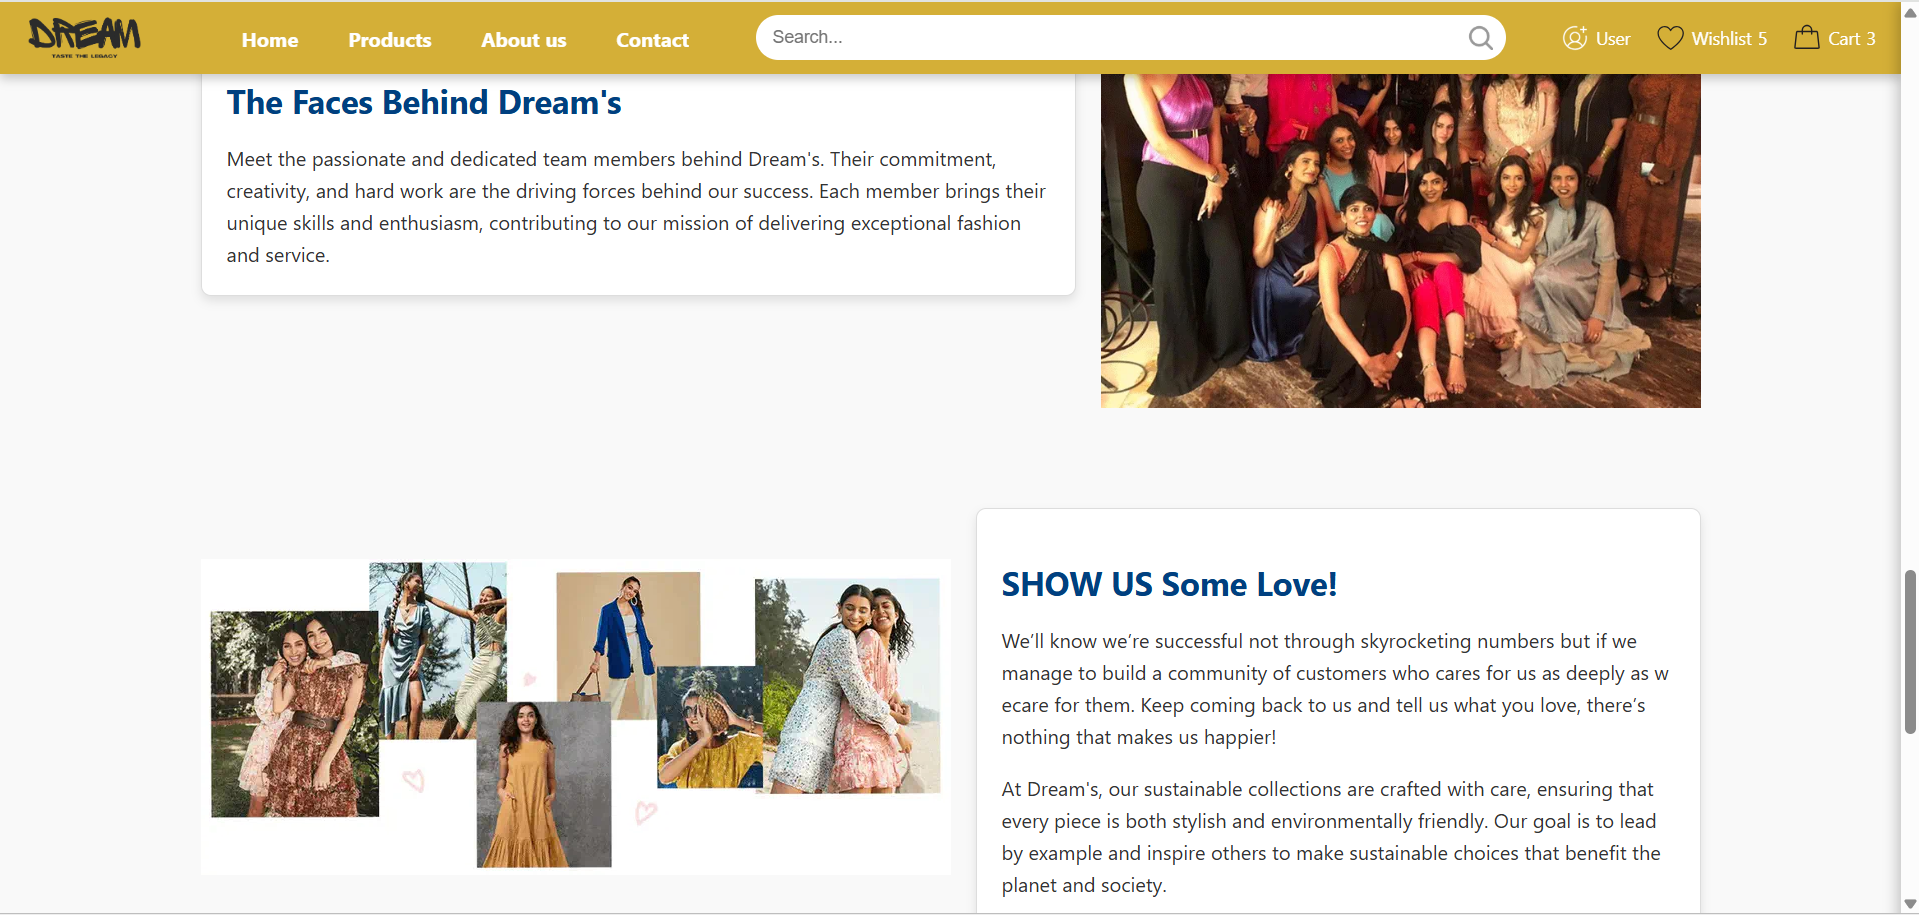 DREAM
TASTE THE LEGACY
Home Products About us Contact
Search...
User Wishlist 5 Cart 3
The Faces Behind Dream's
Meet the passionate and dedicated team members behind Dream's. Their commitment,
creativity, and hard work are the driving forces behind our success. Each member brings their
unique skills and enthusiasm, contributing to our mission of delivering exceptional fashion
and service.
SHOW US Some Love!
We’ll know we’re successful not through skyrocketing numbers but if we
manage to build a community of customers who cares for us as deeply as w
ecare for them. Keep coming back to us and tell us what you love, there’s
nothing that makes us happier!
At Dream's, our sustainable collections are crafted with care, ensuring that
every piece is both stylish and environmentally friendly. Our goal is to lead
by example and inspire others to make sustainable choices that benefit the
planet and society.